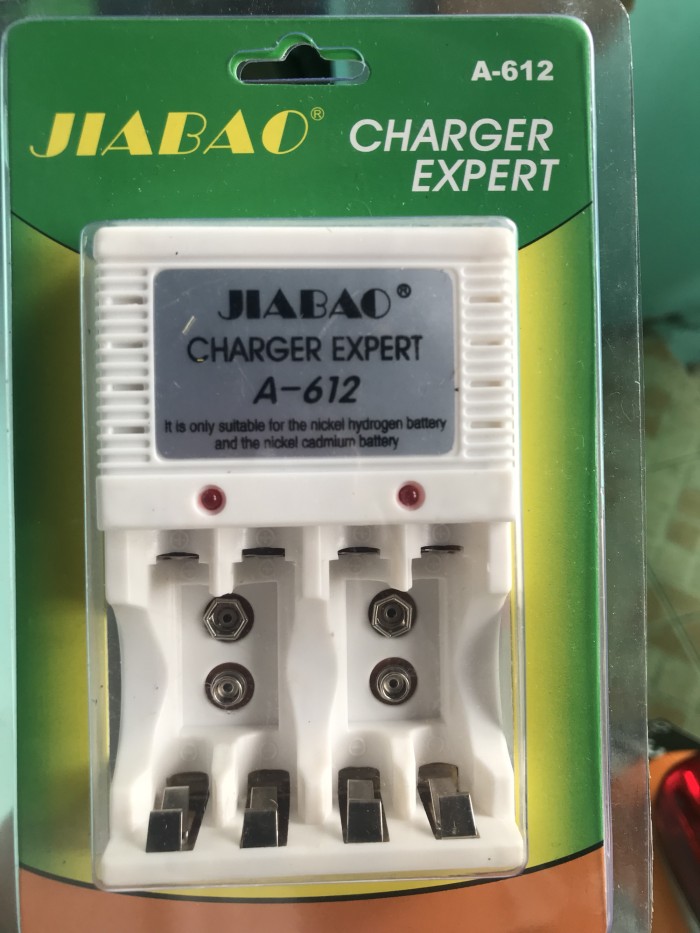 A-612
JIABAO®
CHARGER
EXPERT
JIABAO®
CHARGER EXPERT
A-612
It is only suitable for the nickel hydrogen battery
and the nickel cadmium battery